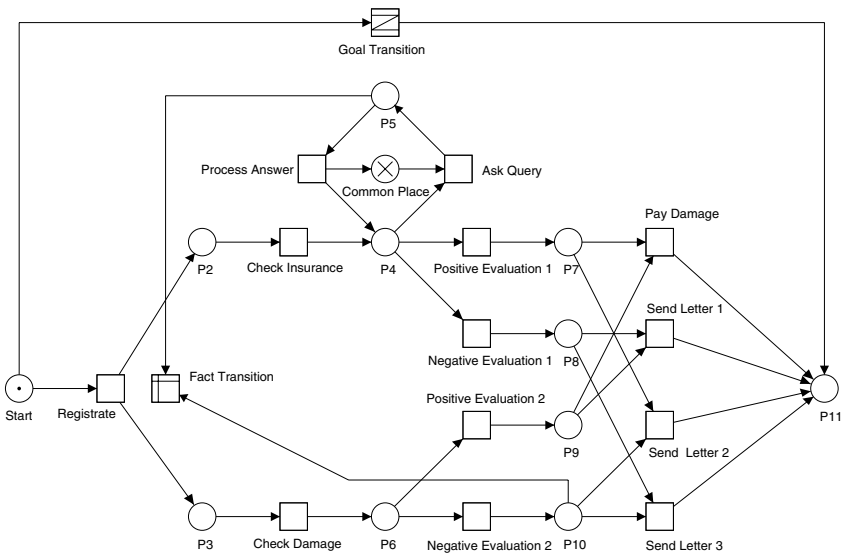 Goal Transition
P5
Process Answer
Ask Query
Common Place
Pay Damage
P2
Check Insurance
P4
Positive Evaluation 1
P7
Send Letter 1
Negative Evaluation 1
P8
Fact Transition
Start
Registrate
Positive Evaluation 2
P11
P9
Send Letter 2
P3
Check Damage
P6
Negative Evaluation 2
P10
Send Letter 3